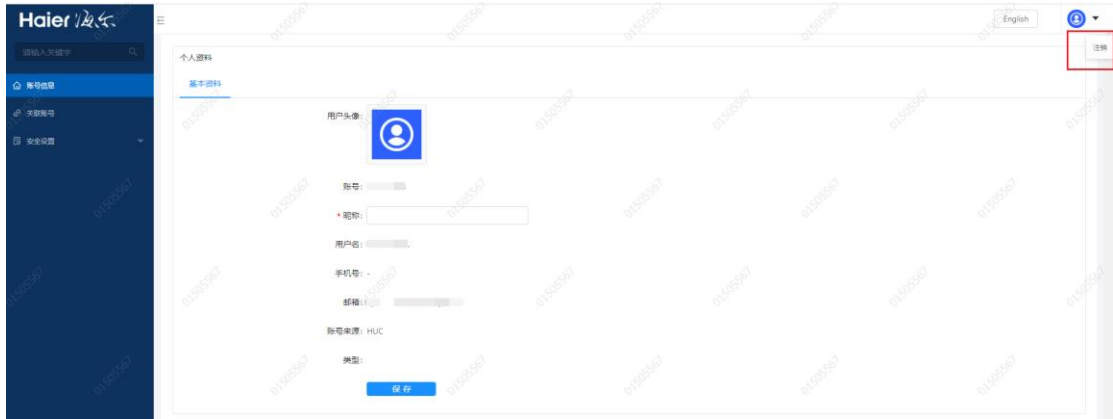 Haier 海尔
English
请输入关键字
注销
个人资料
账号信息
基本资料
关联账号
用户头像:
安全设置
账号:
* 昵称:
用户名:
手机号: -
邮箱:
账号来源: HUC
类型:
保存
01505567